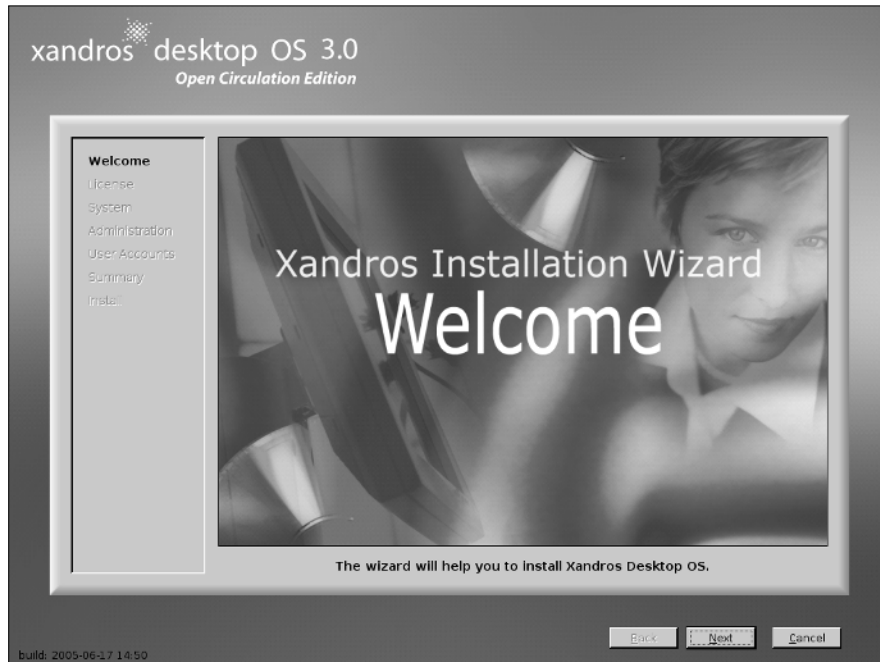 xandros desktop OS 3.0
Open Circulation Edition
Welcome
License
System
Administration
User Accounts
Summary
Install
Xandros Installation Wizard
Welcome
The wizard will help you to install Xandros Desktop OS.
Back
Next
Cancel
build: 2005-06-17 14:50